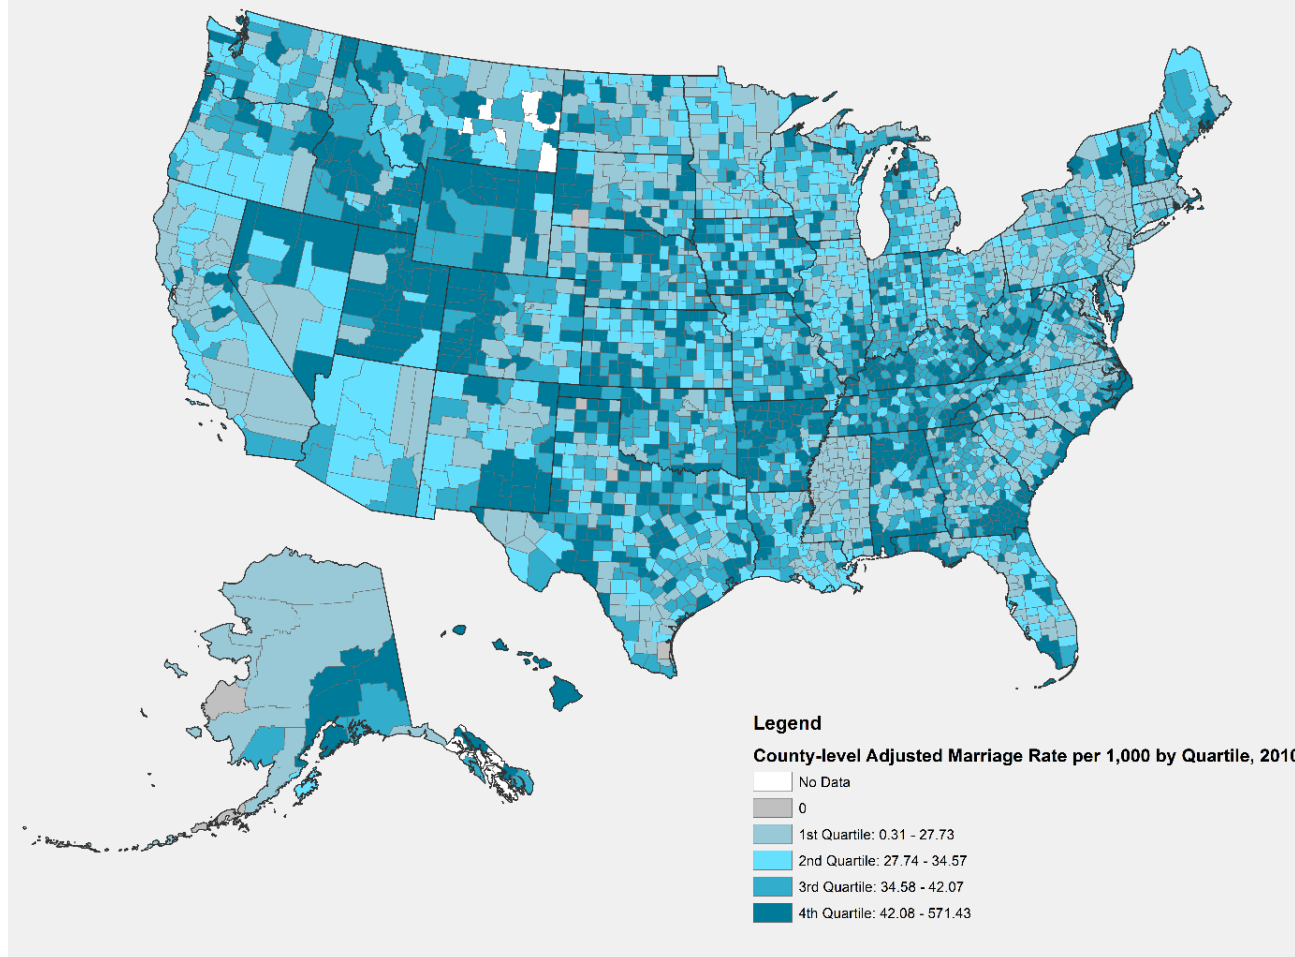 Legend
County-level Adjusted Marriage Rate per 1,000 by Quartile, 2010
No Data
0
1st Quartile: 0.31 - 27.73
2nd Quartile: 27.74 - 34.57
3rd Quartile: 34.58 - 42.07
4th Quartile: 42.08 - 571.43